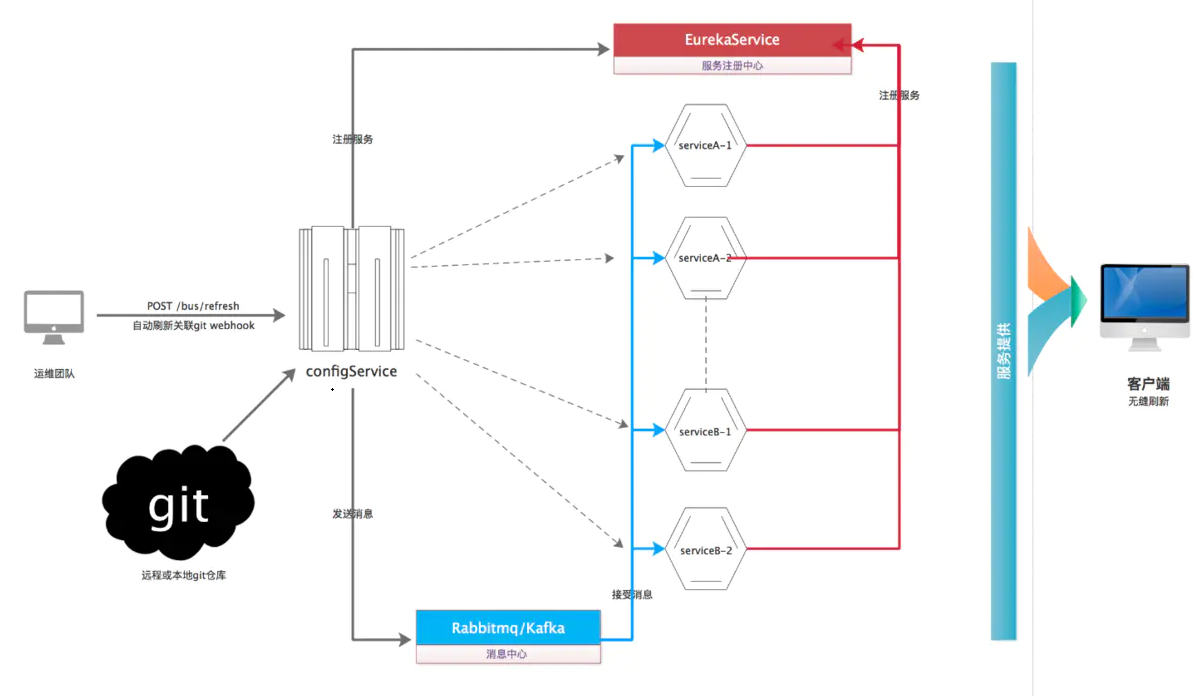 EurekaService
服务注册中心
注册服务
注册服务
serviceA-1
serviceA-2
POST /bus/refresh
自动刷新关联git webhook
运维团队
configService
服务提供
客户端
无缝刷新
serviceB-1
git
远程或本地git仓库
发送消息
serviceB-2
接受消息
Rabbitmq/Kafka
消息中心